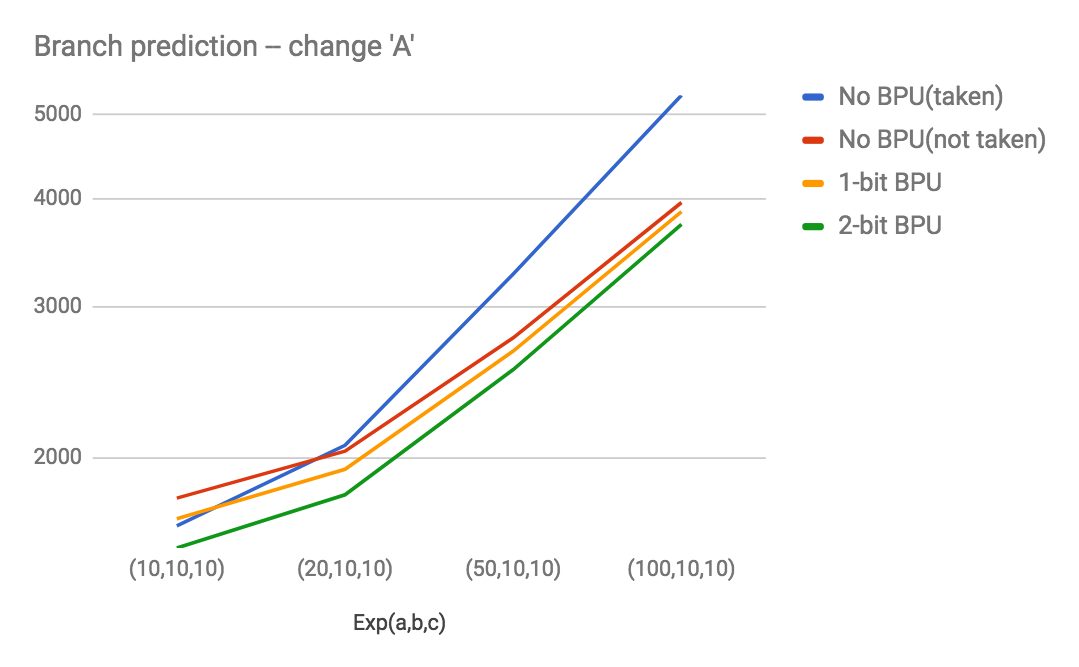 Branch prediction – change 'A'
5000
4000
3000
2000
(10,10,10) (20,10,10) (50,10,10) (100,10,10)
Exp(a,b,c)
No BPU(taken)
No BPU(not taken)
1-bit BPU
2-bit BPU